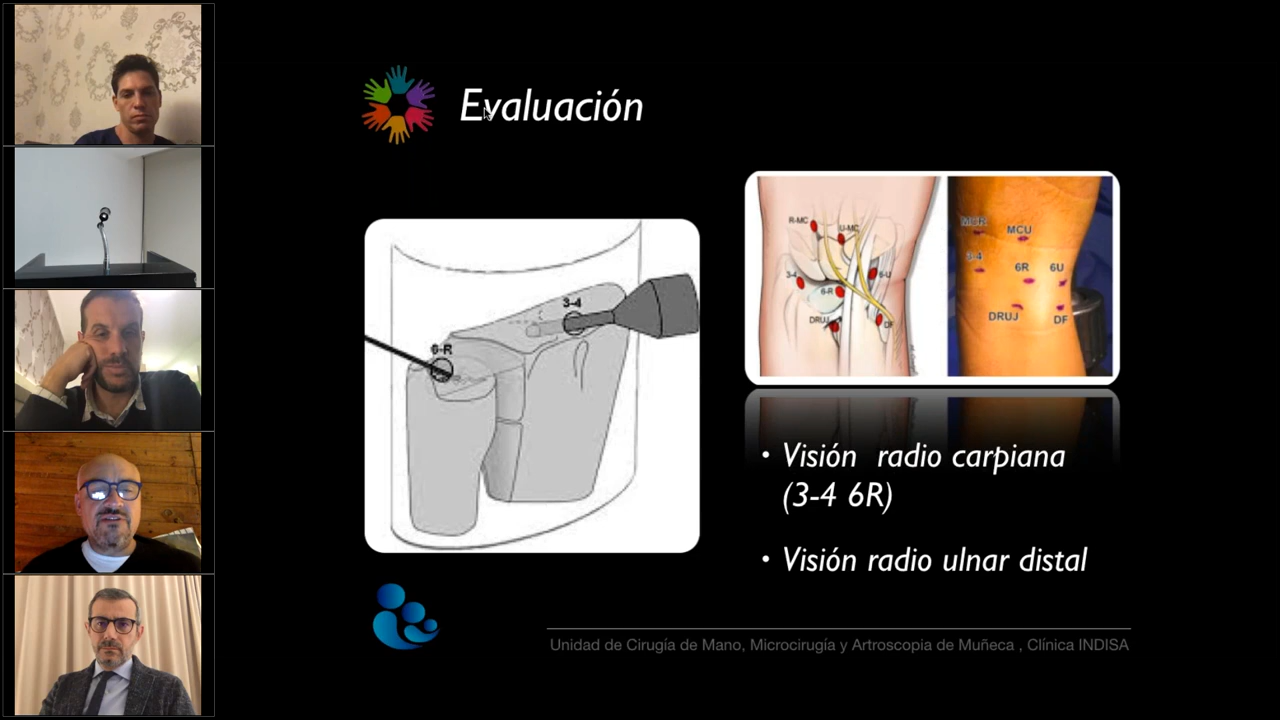 Evaluación
R-MC
U-MC
3-4
6-U
6-R
DRUJ
DF
MCR
MCU
3-4
6R
6U
DRUJ
DF
3-4
6-R
• Visión radio carpiana
(3-4 6R)
• Visión radio ulnar distal
Unidad de Cirugía de Mano, Microcirugía y Artroscopia de Muñeca , Clínica INDISA